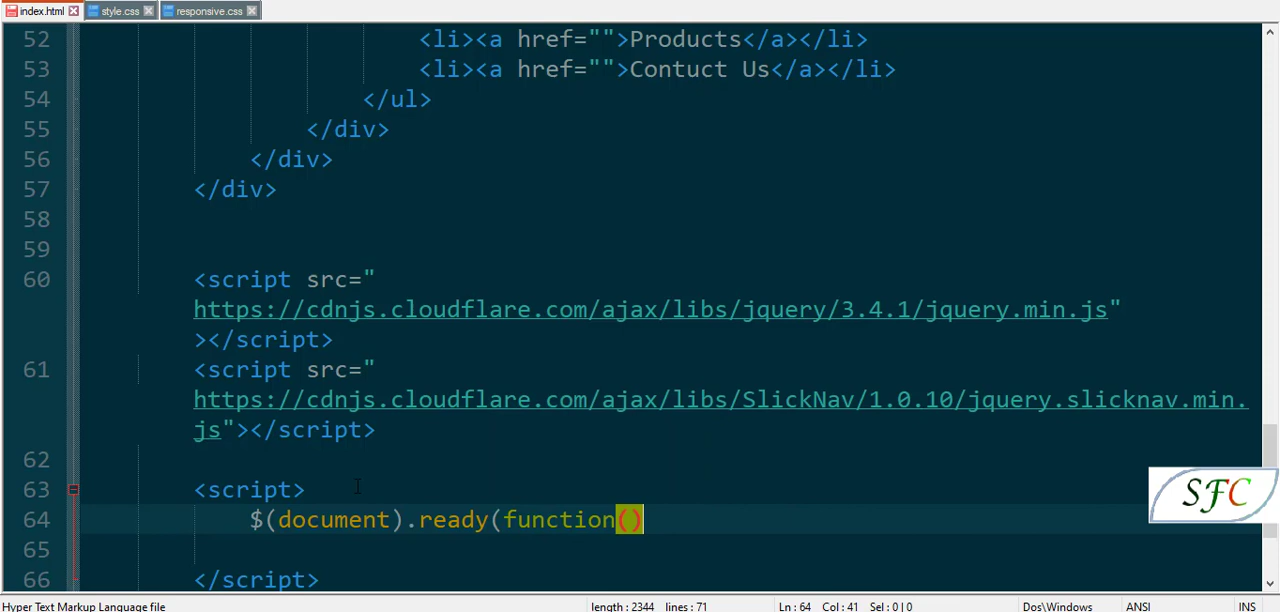 index.html style.css responsive.css
52 <li><a href="">Products</a></li>
53 <li><a href="">Contuct Us</a></li>
54 </ul>
55 </div>
56 </div>
57 </div>
58
59
60 <script src="
https://cdnjs.cloudflare.com/ajax/libs/jquery/3.4.1/jquery.min.js"
></script>
61 <script src="
https://cdnjs.cloudflare.com/ajax/libs/SlickNav/1.0.10/jquery.slicknav.min.
js"></script>
62
63 <script>
64 $(document).ready(function()
65
66 </script>
SFC
Hyper Text Markup Language file length : 2344 lines : 71 Ln : 64 Col : 41 Sel : 0 | 0 Dos\Windows ANSI INS